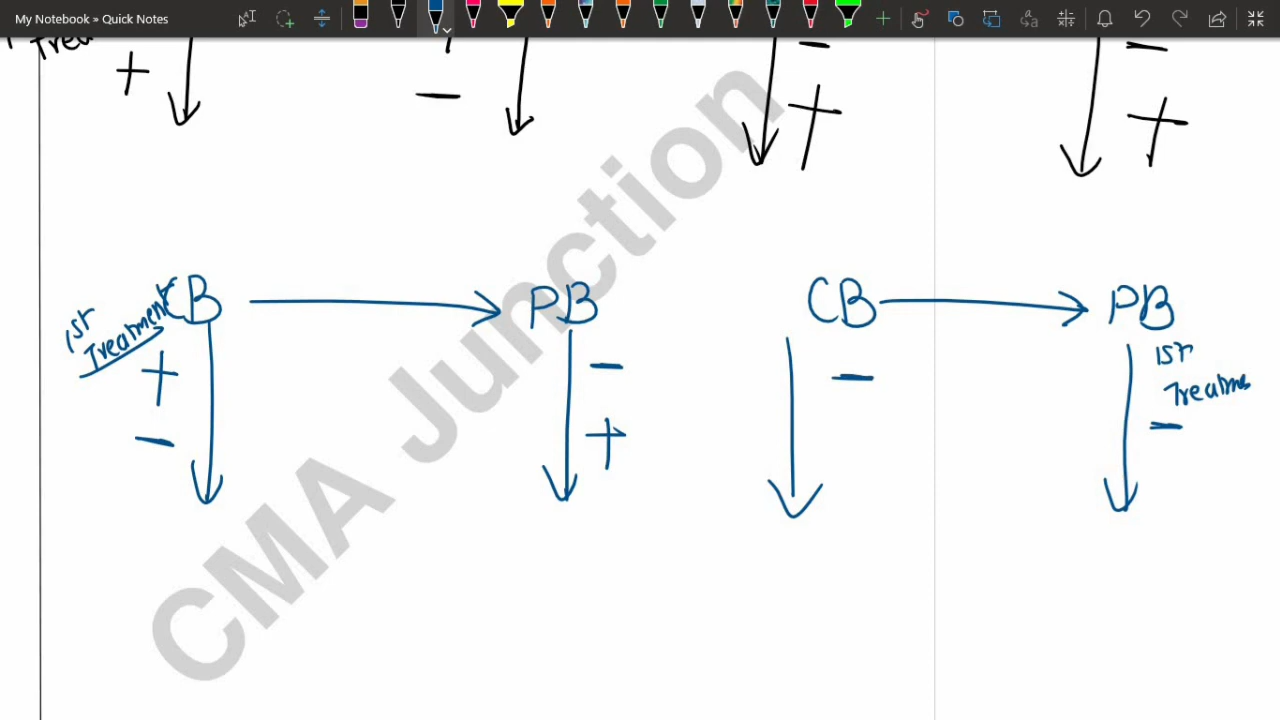 My Notebook » Quick Notes
+
−
−
+
−
+
CB → PB
CB → PB
1st
Treatment
+
−
−
+
−
1st
Treatme
−
CMA Junction